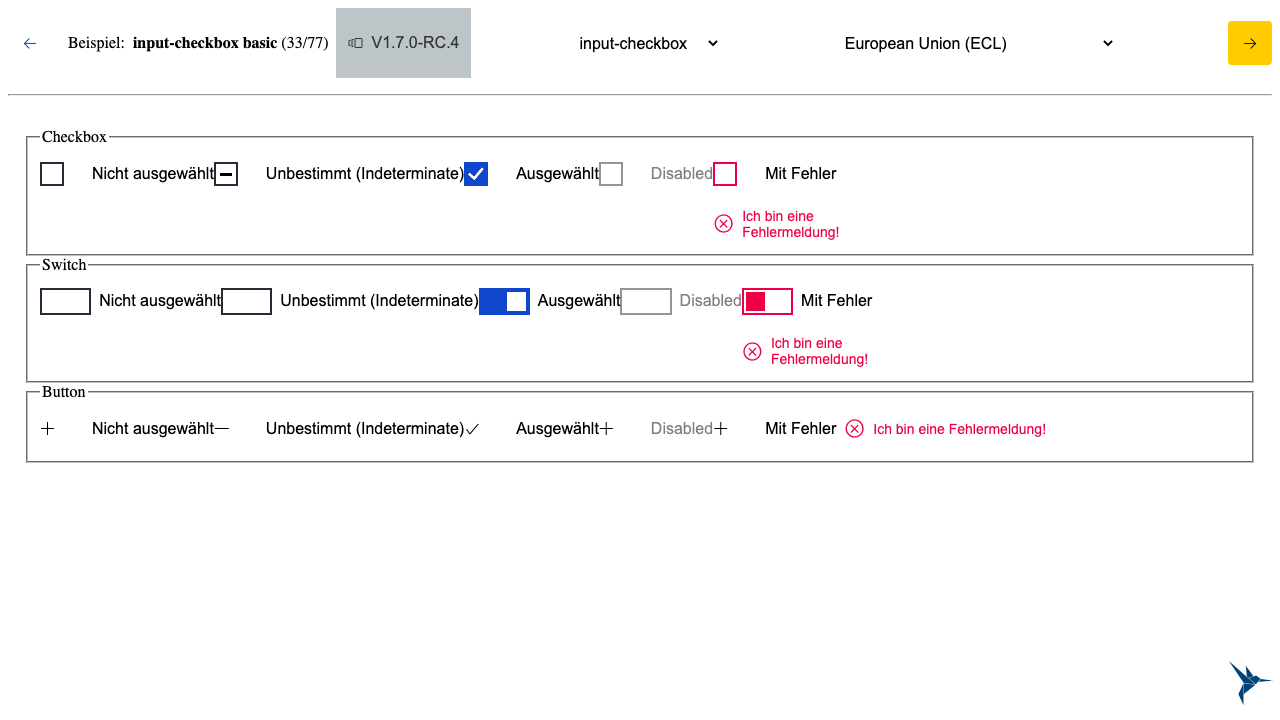 Beispiel: input-checkbox basic (33/77) V1.7.0-RC.4 input-checkbox European Union (ECL)
Checkbox
Nicht ausgewählt Unbestimmt (Indeterminate) Ausgewählt Disabled Mit Fehler
Ich bin eine
Fehlermeldung!
Switch
Nicht ausgewählt Unbestimmt (Indeterminate) Ausgewählt Disabled Mit Fehler
Ich bin eine
Fehlermeldung!
Button
Nicht ausgewählt Unbestimmt (Indeterminate) Ausgewählt Disabled Mit Fehler Ich bin eine Fehlermeldung!